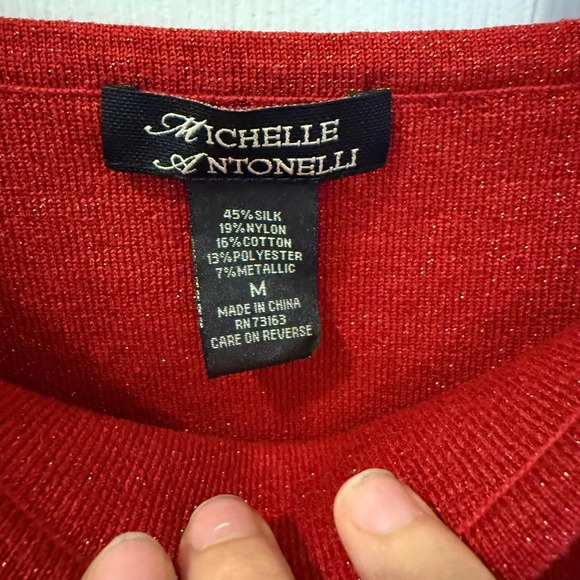 MICHELLE
ANTONELLI
45%SILK
19%NYLON
16%COTTON
13%POLYESTER
7%METALLIC
M
MADE IN CHINA
RN 73163
CARE ON REVERSE